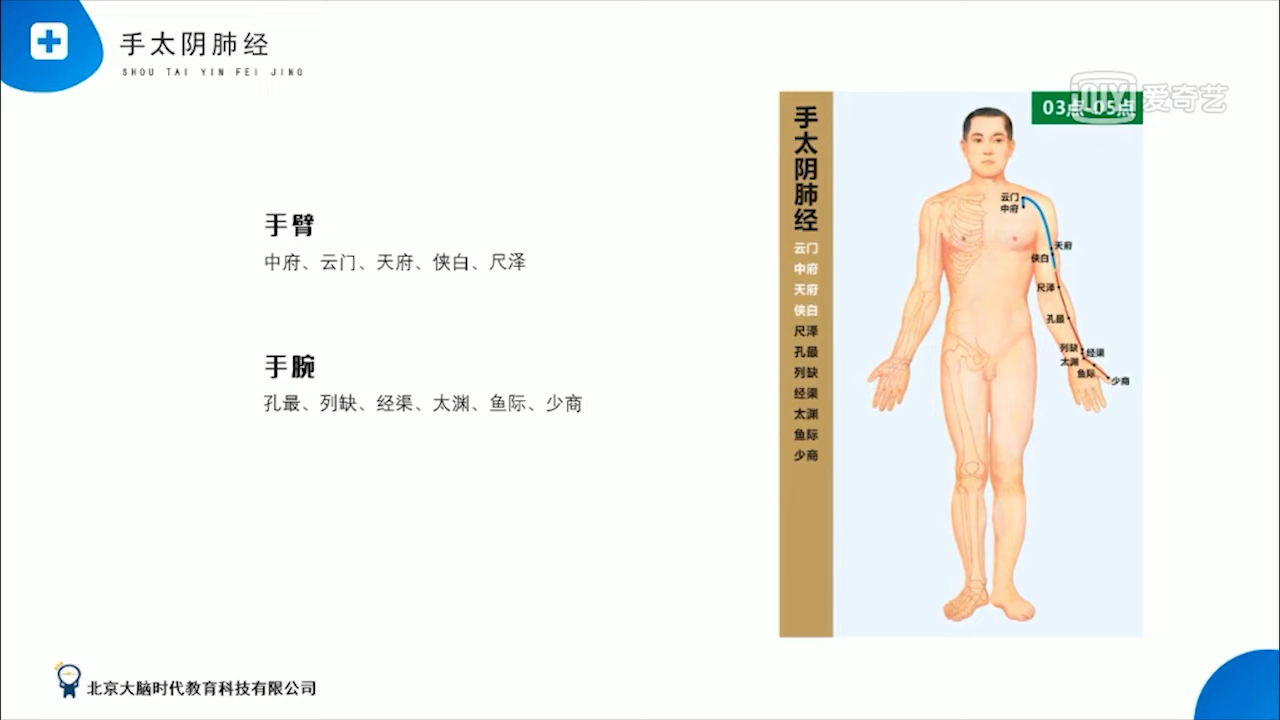 手太阴肺经
SHOU TAI YIN FEI JING
手臂
中府、云门、天府、侠白、尺泽
手腕
孔最、列缺、经渠、太渊、鱼际、少商
手太阴肺经
云门
中府
天府
侠白
尺泽
孔最
列缺
经渠
太渊
鱼际
少商
03点-05点
爱奇艺
云门
中府
天府
侠白
尺泽
孔最
列缺
经渠
太渊
鱼际
少商
北京大脑时代教育科技有限公司